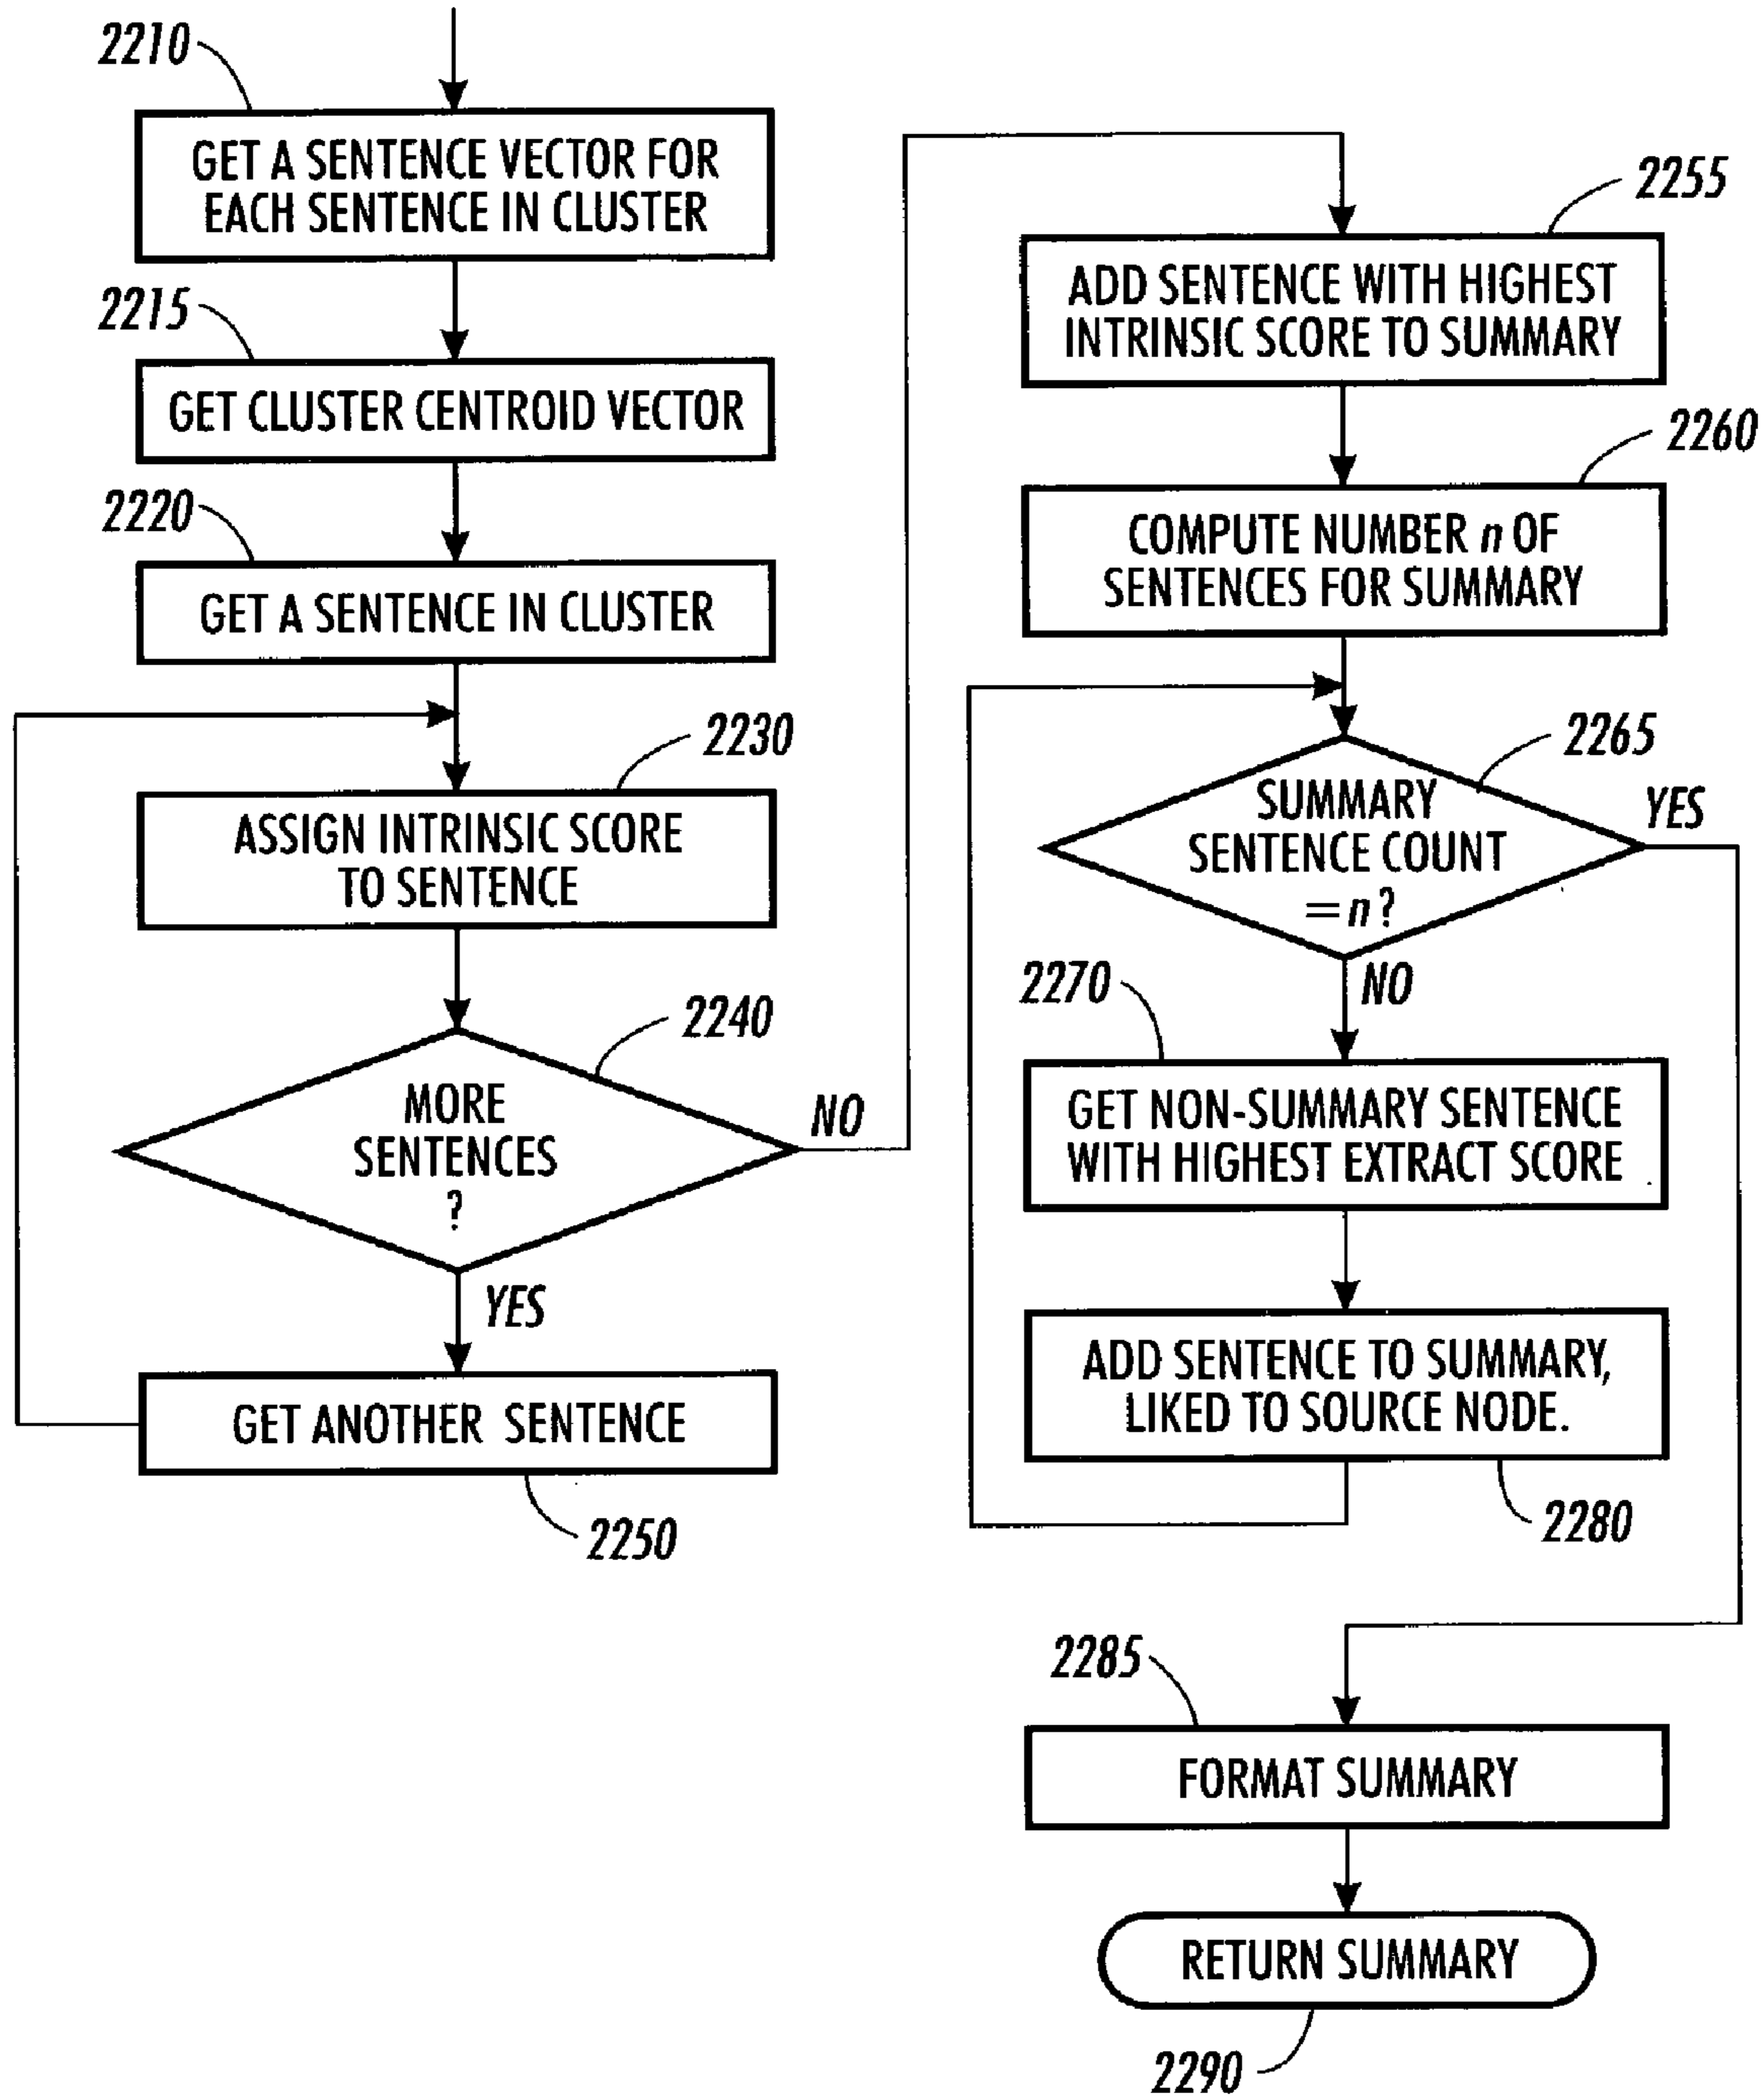 2210
GET A SENTENCE VECTOR FOR
EACH SENTENCE IN CLUSTER
2215
GET CLUSTER CENTROID VECTOR
2220
GET A SENTENCE IN CLUSTER
2230
ASSIGN INTRINSIC SCORE
TO SENTENCE
2240
MORE
SENTENCES
?
NO
YES
GET ANOTHER SENTENCE
2250
2255
ADD SENTENCE WITH HIGHEST
INTRINSIC SCORE TO SUMMARY
2260
COMPUTE NUMBER n OF
SENTENCES FOR SUMMARY
2265
SUMMARY
SENTENCE COUNT
=n?
YES
NO
2270
GET NON-SUMMARY SENTENCE
WITH HIGHEST EXTRACT SCORE
ADD SENTENCE TO SUMMARY,
LIKED TO SOURCE NODE.
2280
2285
FORMAT SUMMARY
RETURN SUMMARY
2290